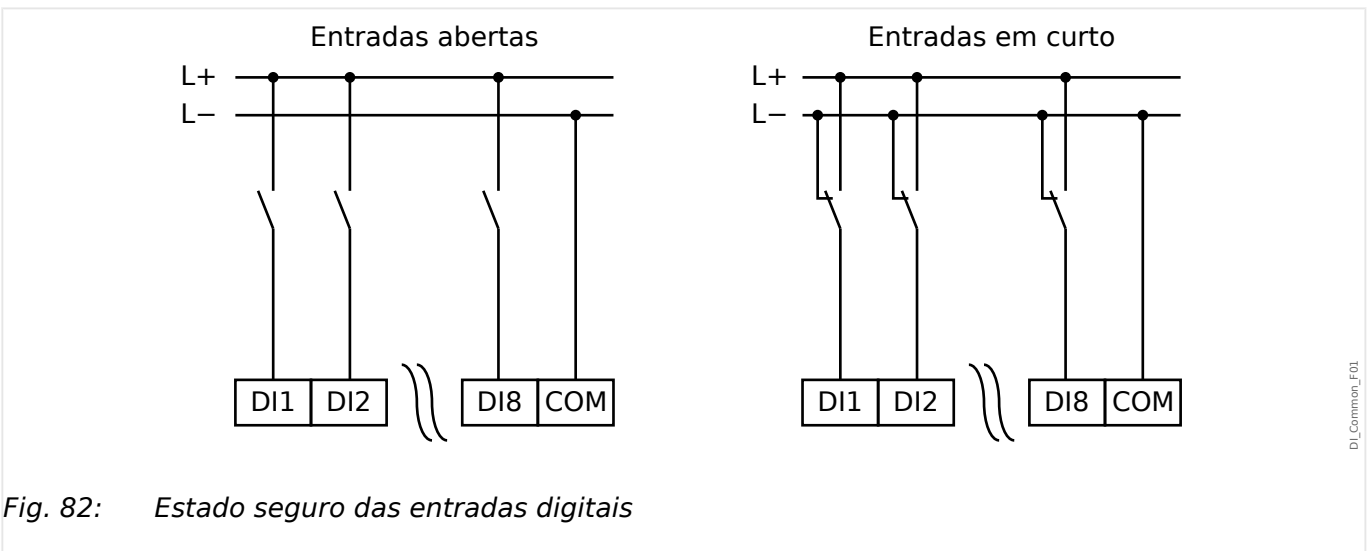 Entradas abertas
Entradas em curto
L+
L−
L+
L−
DI1 DI2 DI8 COM
DI1 DI2 DI8 COM
DI_Common_F01
Fig. 82: Estado seguro das entradas digitais